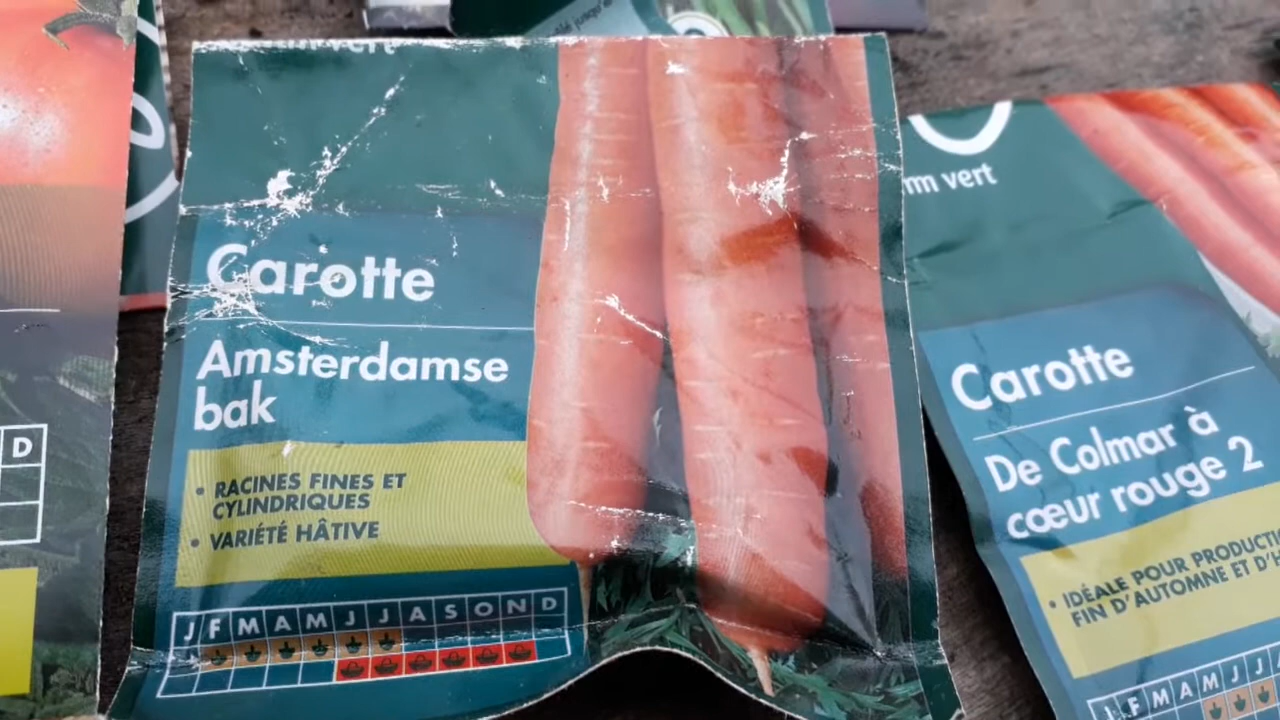 D
Carotte
Amsterdamse
bak
• RACINES FINES ET
CYLINDRIQUES
• VARIÉTÉ HÂTIVE
J F M A M J J A S O N D
mm vert
Carotte
De Colmar à
cœur rouge 2
• IDÉALE POUR
FIN D'AUTOMNE ET
J F M A M J J